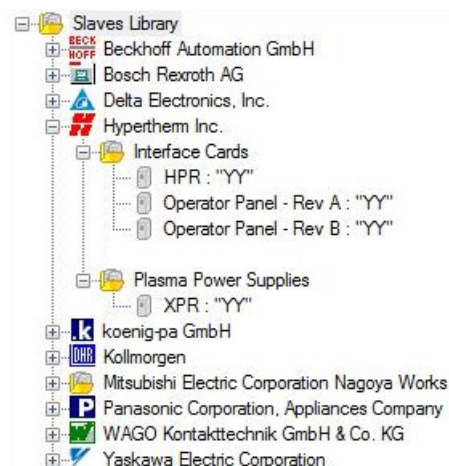 Slaves Library
BECK
HOFF
Beckhoff Automation GmbH
Bosch Rexroth AG
Delta Electronics, Inc.
Hypertherm Inc.
Interface Cards
HPR : "YY"
Operator Panel - Rev A : "YY"
Operator Panel - Rev B : "YY"
Plasma Power Supplies
XPR : "YY"
.k koenig-pa GmbH
Kollmorgen
Mitsubishi Electric Corporation Nagoya Works
P Panasonic Corporation, Appliances Company
WAGO Kontakttechnik GmbH & Co. KG
Yaskawa Electric Corporation